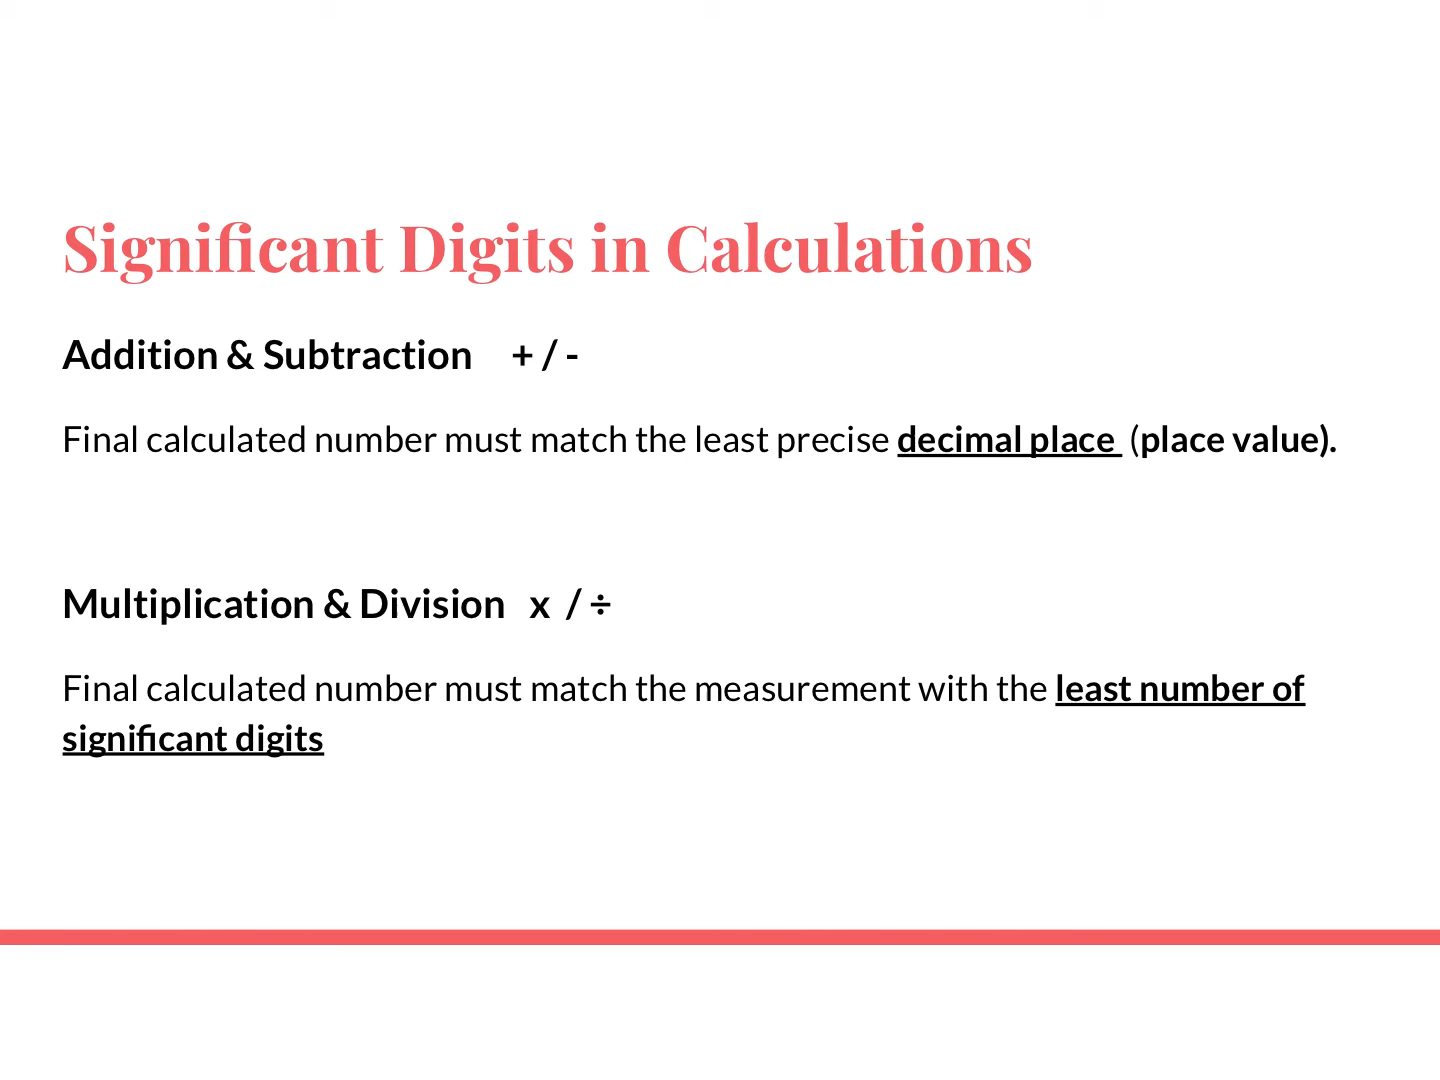 Significant Digits in Calculations
Addition & Subtraction + / -
Final calculated number must match the least precise decimal place (place value).
Multiplication & Division x / ÷
Final calculated number must match the measurement with the least number of
significant digits